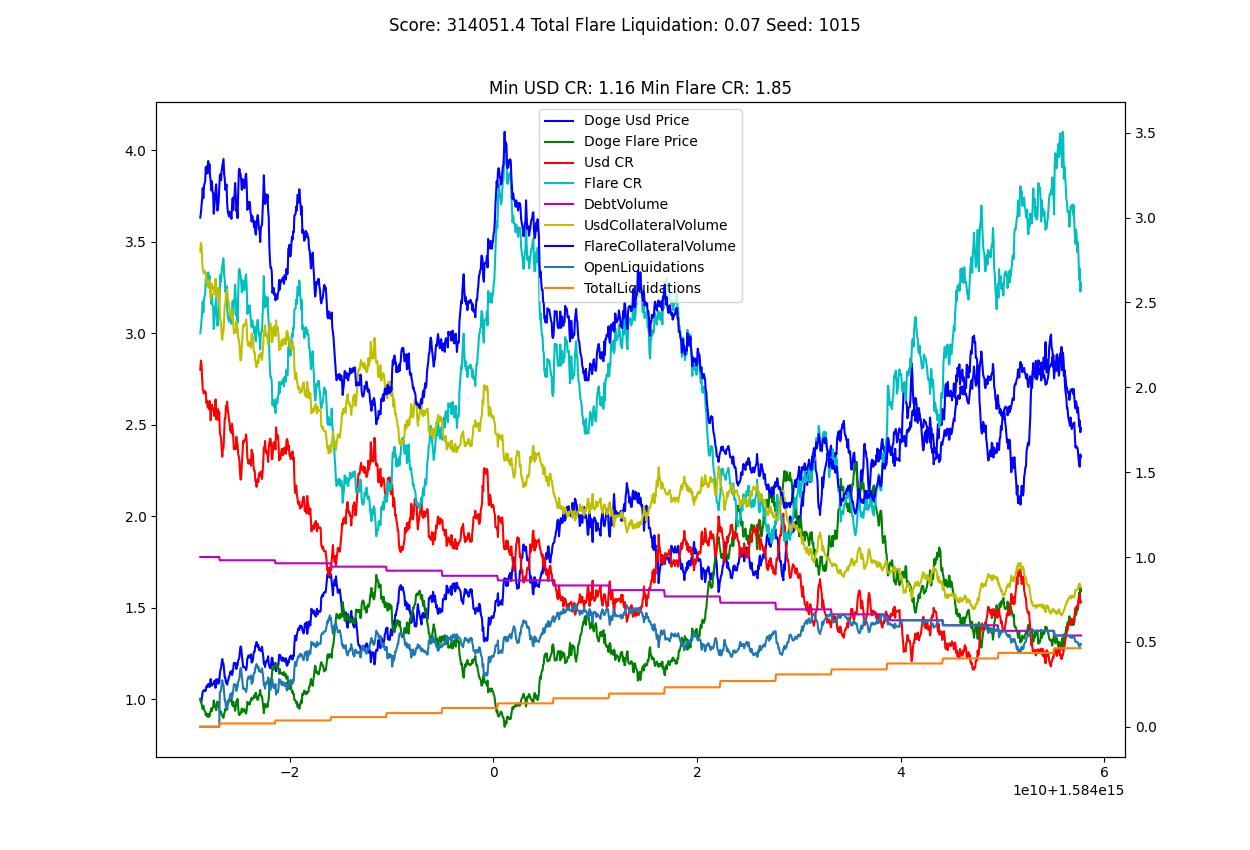 Score: 314051.4 Total Flare Liquidation: 0.07 Seed: 1015
Min USD CR: 1.16 Min Flare CR: 1.85
Doge Usd Price
Doge Flare Price
Usd CR
Flare CR
DebtVolume
UsdCollateralVolume
FlareCollateralVolume
OpenLiquidations
TotalLiquidations
4.0
3.5
3.0
2.5
2.0
1.5
1.0
3.5
3.0
2.5
2.0
1.5
1.0
0.5
0.0
−2 0 2 4 6
1e10+1.584e15